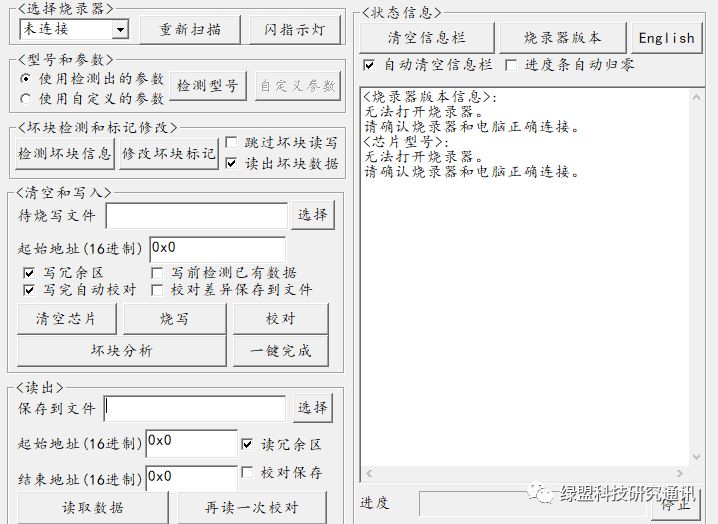 <选择烧录器>
未连接
重新扫描
闪指示灯
<型号和参数>
使用检测出的参数
使用自定义的参数
检测型号
自定义参数
<坏块检测和标记修改>
检测坏块信息
修改坏块标记
跳过坏块读写
读出坏块数据
<清空和写入>
待烧写文件
选择
起始地址(16进制)
0x0
写冗余区
写前检测已有数据
写完自动校对
校对差异保存到文件
清空芯片
烧写
校对
坏块分析
一键完成
<读出>
保存到文件
选择
起始地址(16进制)
0x0
读冗余区
结束地址(16进制)
0x0
校对保存
读取数据
再读一次校对
<状态信息>
清空信息栏
烧录器版本
English
自动清空信息栏
进度条自动归零
<烧录器版本信息>:
无法打开烧录器。
请确认烧录器和电脑正确连接。
<芯片型号>:
无法打开烧录器。
请确认烧录器和电脑正确连接。
进度
停止
绿盟科技研究通讯